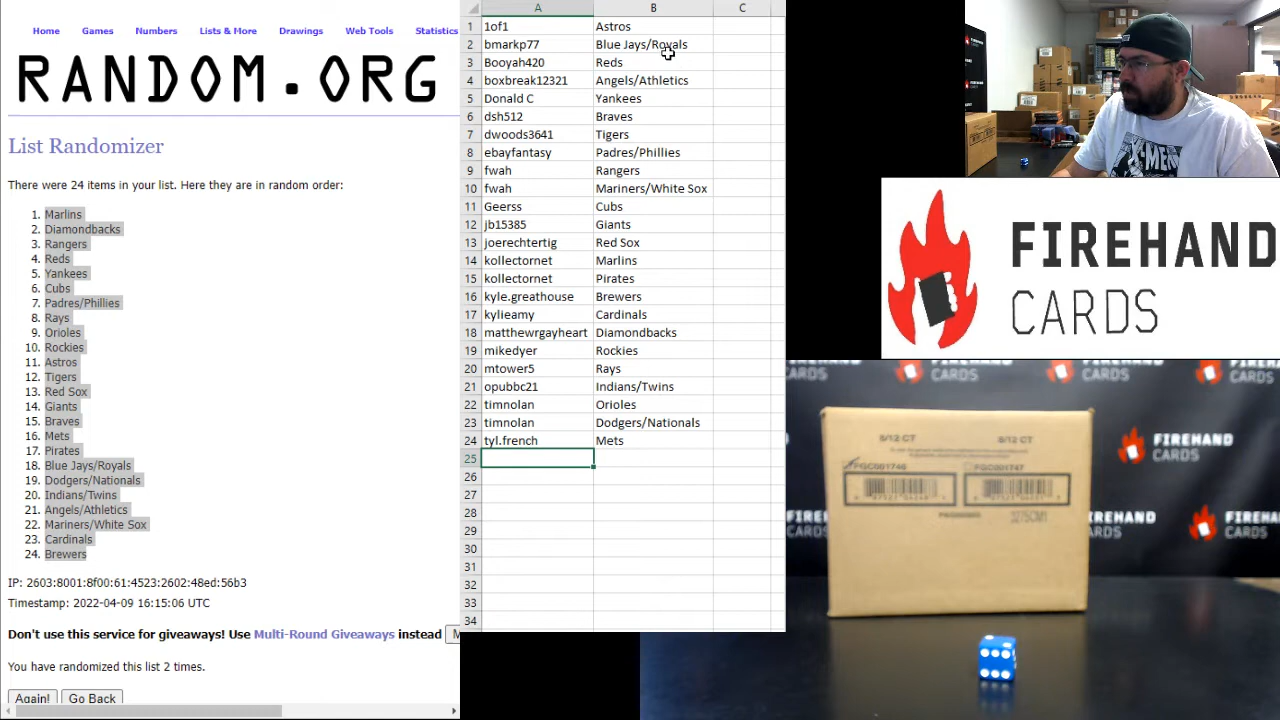 Home Games Numbers Lists & More Drawings Web Tools Statistics
RANDOM.ORG
List Randomizer
There were 24 items in your list. Here they are in random order:
1. Marlins
2. Diamondbacks
3. Rangers
4. Reds
5. Yankees
6. Cubs
7. Padres/Phillies
8. Rays
9. Orioles
10. Rockies
11. Astros
12. Tigers
13. Red Sox
14. Giants
15. Braves
16. Mets
17. Pirates
18. Blue Jays/Royals
19. Dodgers/Nationals
20. Indians/Twins
21. Angels/Athletics
22. Mariners/White Sox
23. Cardinals
24. Brewers
IP: 2603:8001:8f00:61:4523:2602:48ed:56b3
Timestamp: 2022-04-09 16:15:06 UTC
Don't use this service for giveaways! Use Multi-Round Giveaways instead
You have randomized this list 2 times.
Again! Go Back
A B C
1 1of1 Astros
2 bmarkp77 Blue Jays/Royals
3 Booyah420 Reds
4 boxbreak12321 Angels/Athletics
5 Donald C Yankees
6 dsh512 Braves
7 dwoods3641 Tigers
8 ebayfantasy Padres/Phillies
9 fwah Rangers
10 fwah Mariners/White Sox
11 Geerss Cubs
12 jb15385 Giants
13 joerechtertig Red Sox
14 kollectornet Marlins
15 kollectornet Pirates
16 kyle.greathouse Brewers
17 kylieamy Cardinals
18 matthewrgayheart Diamondbacks
19 mikedyer Rockies
20 mtower5 Rays
21 opubbc21 Indians/Twins
22 timnolan Orioles
23 timnolan Dodgers/Nationals
24 tyl.french Mets
25
26
27
28
29
30
31
32
33
34
X-MEN
FIREHAND
CARDS
CARDS
FIREHAND
CARDS
FIREHAND
CARDS
PGC001746 PGC001747